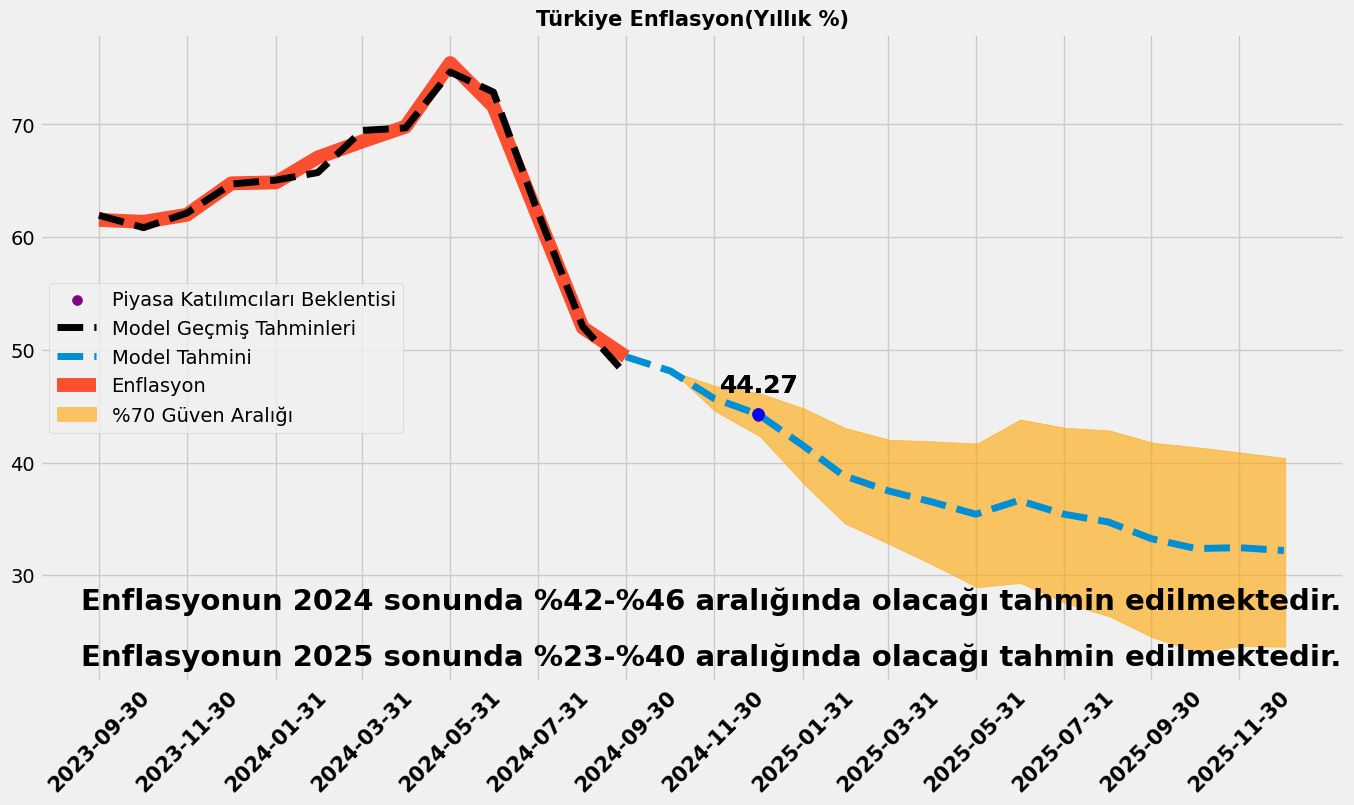 Türkiye Enflasyon(Yıllık %)
70
60
50
40
30
Piyasa Katılımcıları Beklentisi
Model Geçmiş Tahminleri
Model Tahmini
Enflasyon
%70 Güven Aralığı
44.27
Enflasyonun 2024 sonunda %42-%46 aralığında olacağı tahmin edilmektedir.
Enflasyonun 2025 sonunda %23-%40 aralığında olacağı tahmin edilmektedir.
2023-09-30
2023-11-30
2024-01-31
2024-03-31
2024-05-31
2024-07-31
2024-09-30
2024-11-30
2025-01-31
2025-03-31
2025-05-31
2025-07-31
2025-09-30
2025-11-30